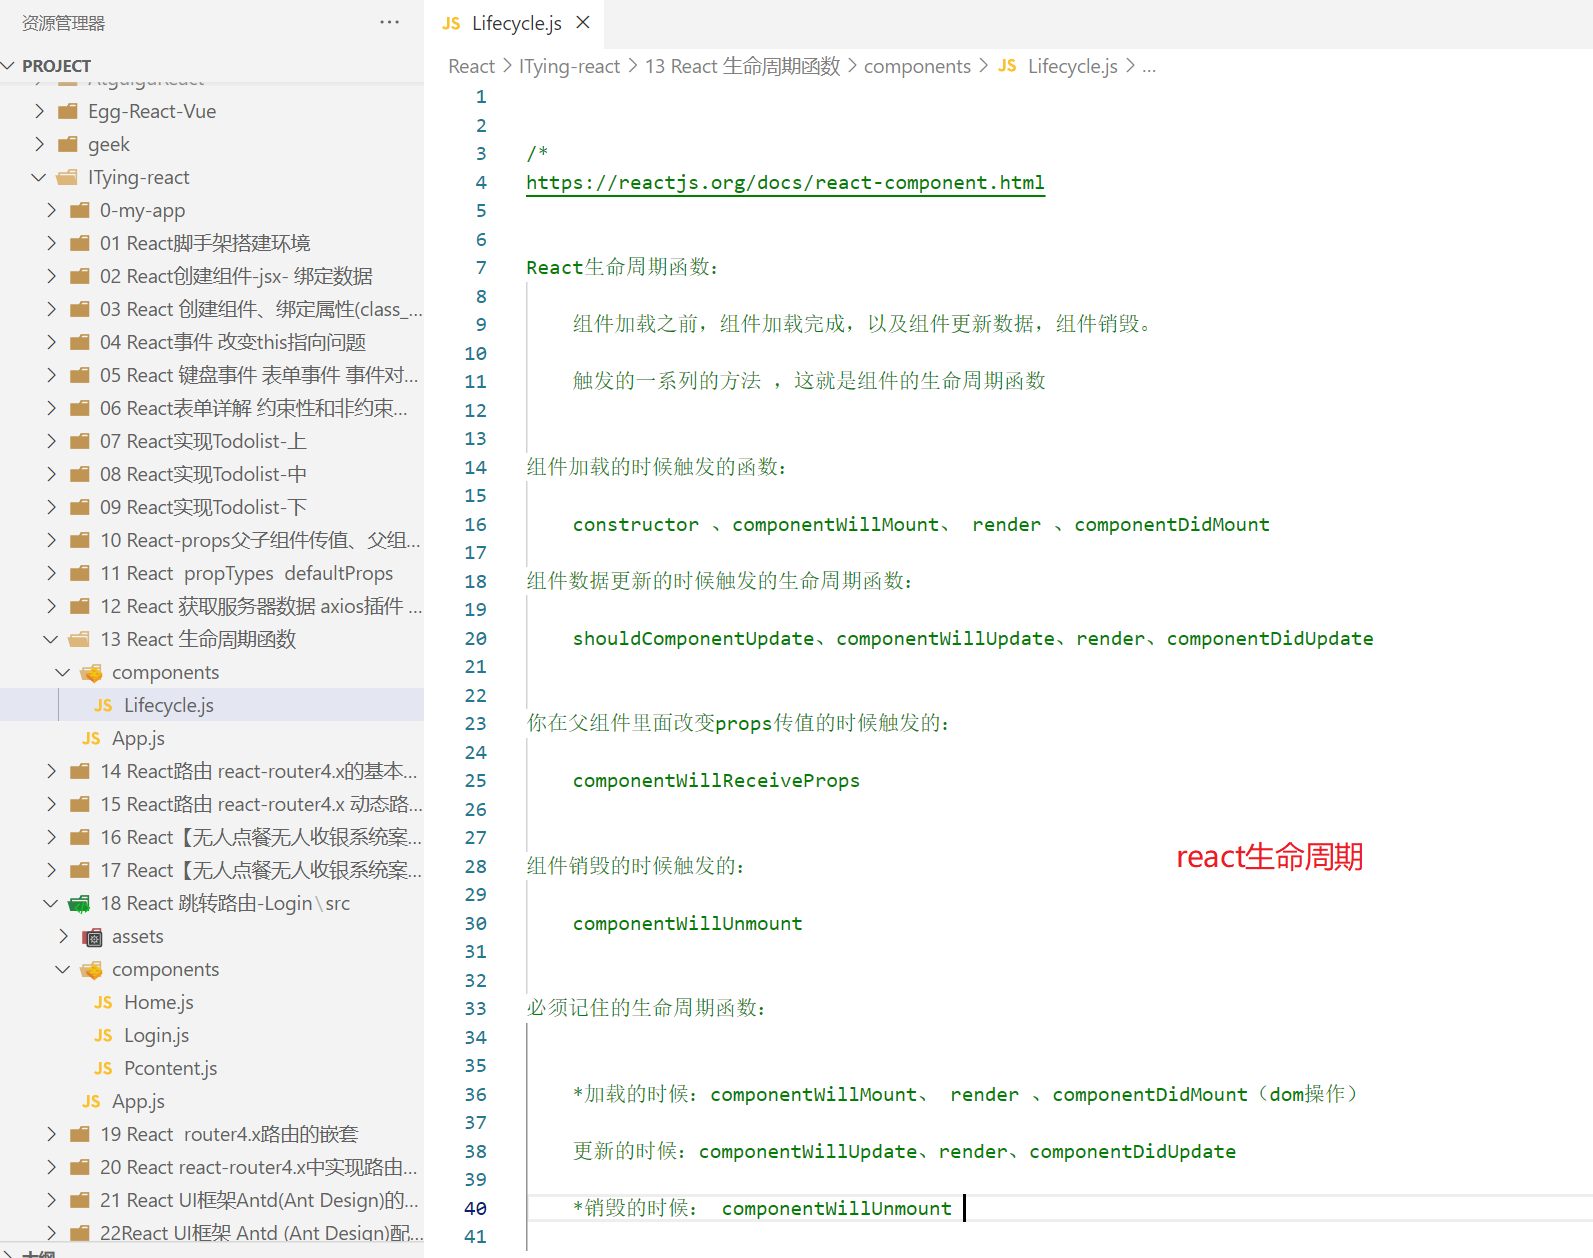 资源管理器
PROJECT
AtguiguReact
Egg-React-Vue
geek
ITying-react
0-my-app
01 React脚手架搭建环境
02 React创建组件-jsx- 绑定数据
03 React 创建组件、绑定属性(class_...
04 React事件 改变this指向问题
05 React 键盘事件 表单事件 事件对...
06 React表单详解 约束性和非约束...
07 React实现Todolist-上
08 React实现Todolist-中
09 React实现Todolist-下
10 React-props父子组件传值、父组...
11 React  propTypes  defaultProps
12 React 获取服务器数据 axios插件 ...
13 React 生命周期函数
components
Lifecycle.js
App.js
14 React路由 react-router4.x的基本...
15 React路由 react-router4.x 动态路...
16 React【无人点餐无人收银系统案...
17 React【无人点餐无人收银系统案...
18 React 跳转路由-Login\src
assets
components
Home.js
Login.js
Pcontent.js
App.js
19 React  router4.x路由的嵌套
20 React react-router4.x中实现路由...
21 React UI框架Antd(Ant Design)的...
22React UI框架 Antd (Ant Design)配...
大纲
JS Lifecycle.js
React > ITying-react > 13 React 生命周期函数 > components > JS Lifecycle.js > ...
1
2
3 /*
4 https://reactjs.org/docs/react-component.html
5
6
7 React生命周期函数：
8
9 组件加载之前，组件加载完成，以及组件更新数据，组件销毁。
10
11 触发的一系列的方法 ，这就是组件的生命周期函数
12
13
14 组件加载的时候触发的函数：
15
16 constructor 、componentWillMount、 render 、componentDidMount
17
18 组件数据更新的时候触发的生命周期函数：
19
20 shouldComponentUpdate、componentWillUpdate、render、componentDidUpdate
21
22
23 你在父组件里面改变props传值的时候触发的：
24
25 componentWillReceiveProps
26
27
react生命周期
28 组件销毁的时候触发的：
29
30 componentWillUnmount
31
32
33 必须记住的生命周期函数：
34
35
36 *加载的时候：componentWillMount、 render 、componentDidMount（dom操作）
37
38 更新的时候：componentWillUpdate、render、componentDidUpdate
39
40 *销毁的时候： componentWillUnmount
41